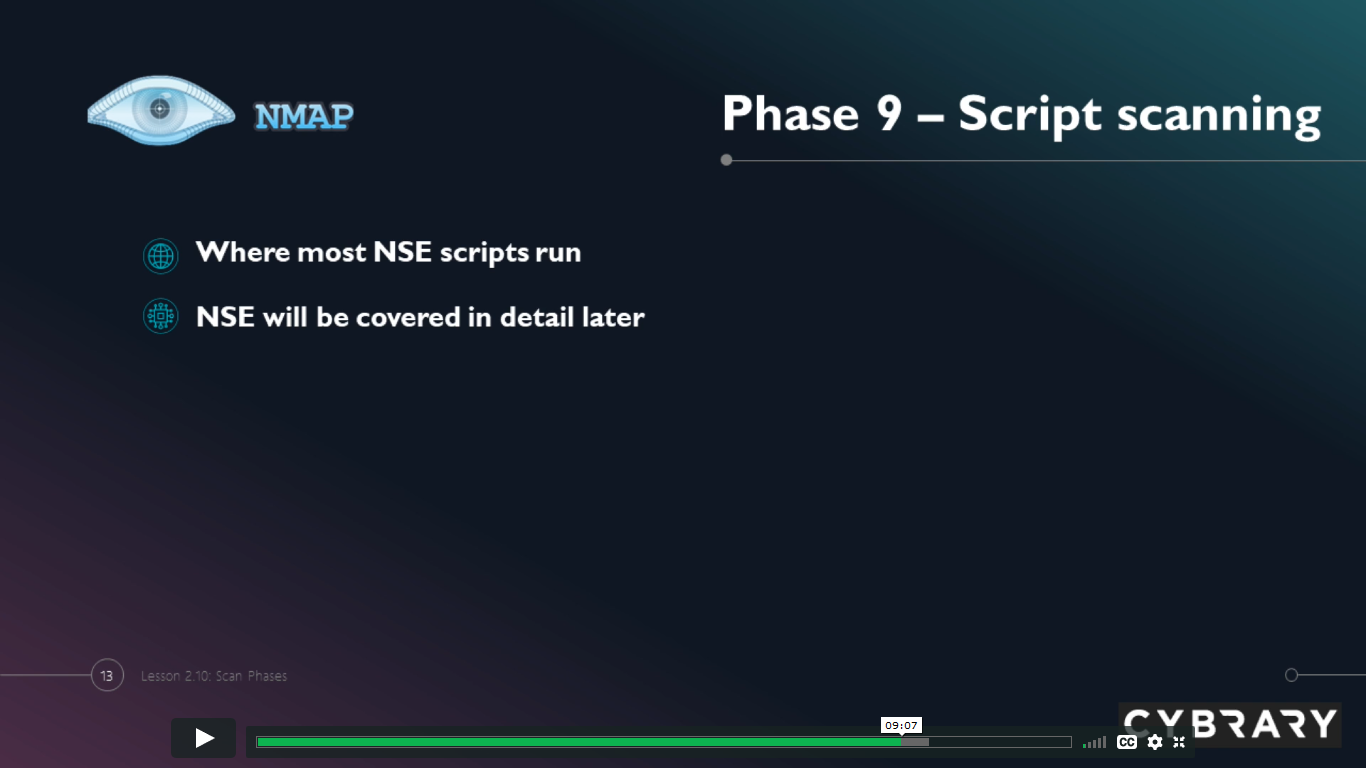 NMAP
Phase 9 – Script scanning
Where most NSE scripts run
NSE will be covered in detail later
13
Lesson 2.10: Scan Phases
09:07
CYBRARY
CC